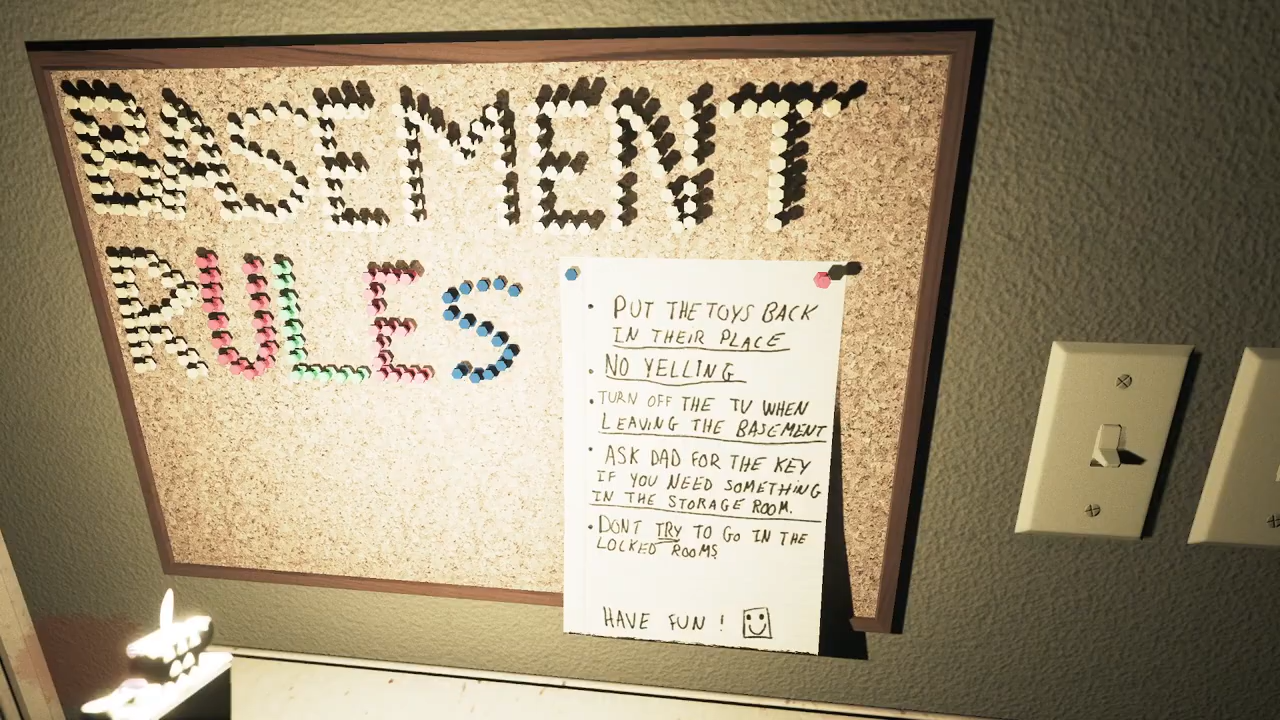 BASEMENT
RULES
• PUT THE TOYS BACK
IN THEIR PLACE
• NO YELLING
• TURN OFF THE TV WHEN
LEAVING THE BASEMENT
• ASK DAD FOR THE KEY
IF YOU NEED SOMETHING
IN THE STORAGE ROOM.
• DONT TRY TO GO IN THE
LOCKED ROOMS
HAVE FUN !